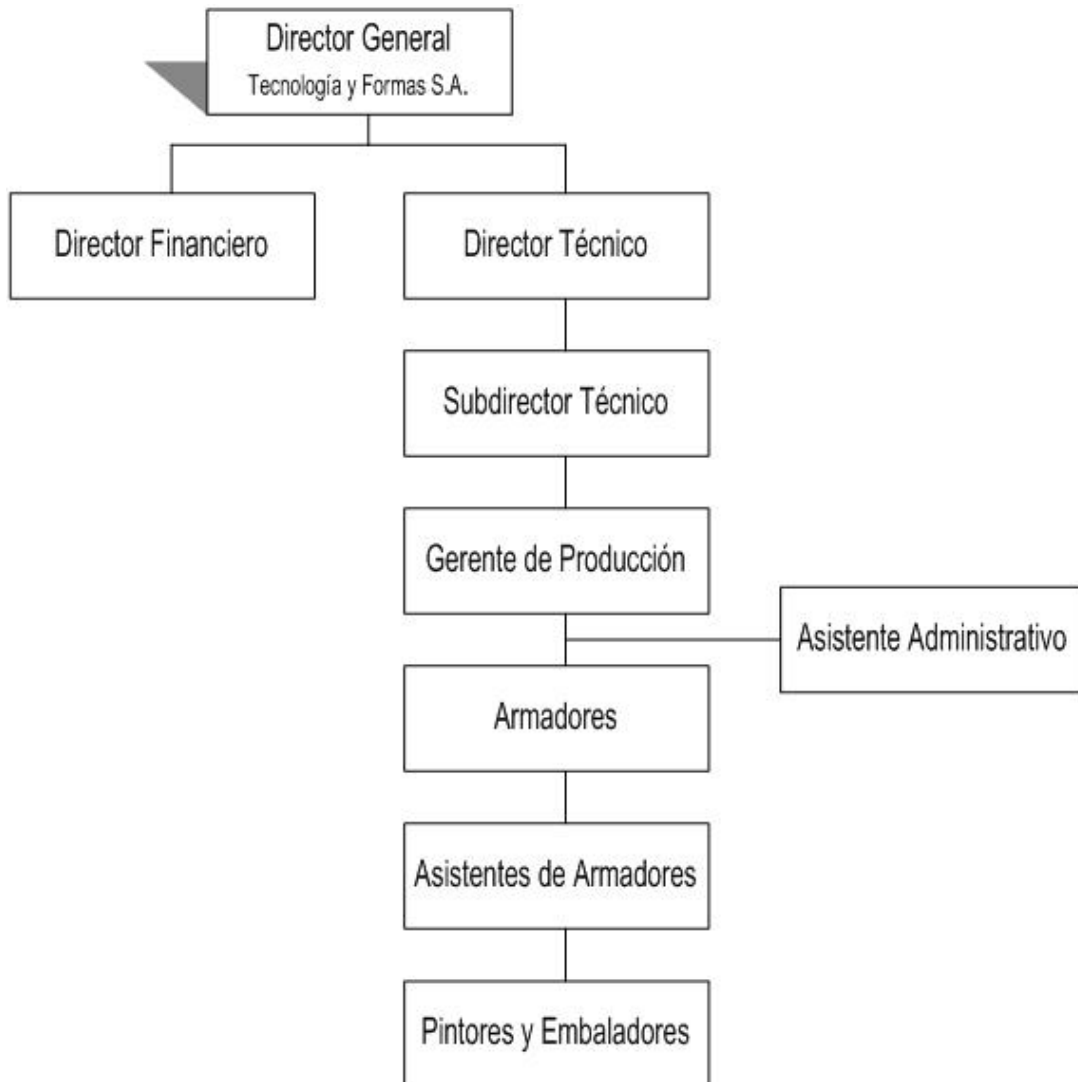 Director General
Tecnología y Formas S.A.
Director Financiero
Director Técnico
Subdirector Técnico
Gerente de Producción
Asistente Administrativo
Armadores
Asistentes de Armadores
Pintores y Embaladores